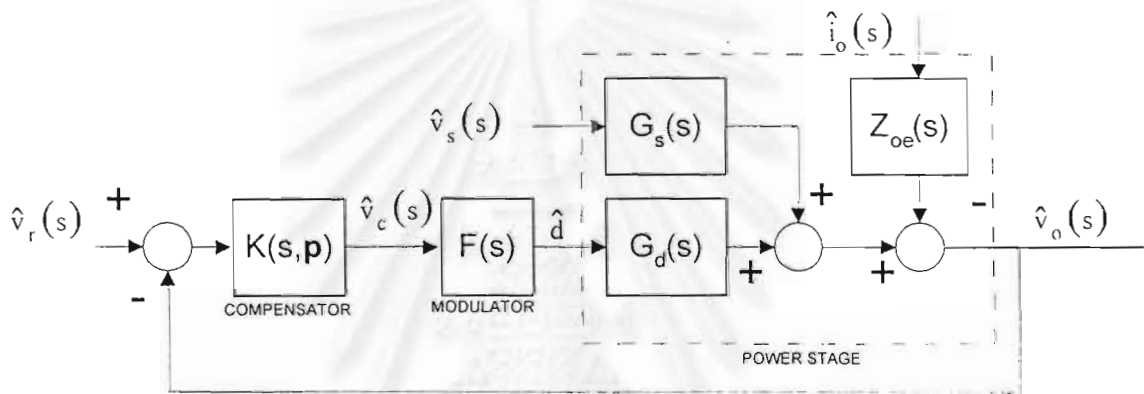 î_o(s)
v̂_s(s)
G_s(s)
Z_oe(s)
+
-
v̂_r(s)
+
-
K(s,p)
COMPENSATOR
v̂_c(s)
F(s)
MODULATOR
d̂
G_d(s)
+
+
v̂_o(s)
POWER STAGE